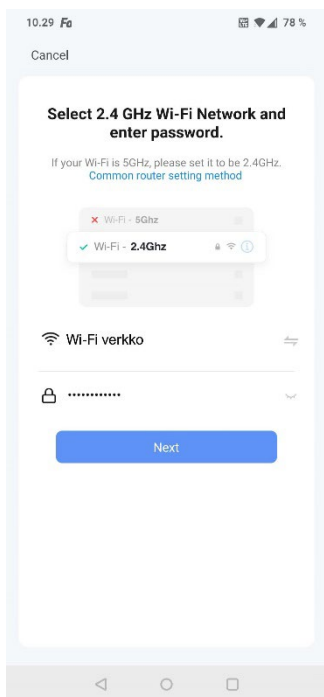 10.29 Fa 78 %
Cancel
Select 2.4 GHz Wi-Fi Network and
enter password.
If your Wi-Fi is 5GHz, please set it to be 2.4GHz.
Common router setting method
Wi-Fi - 5Ghz
Wi-Fi - 2.4Ghz
Wi-Fi verkko
••••••••••••
Next